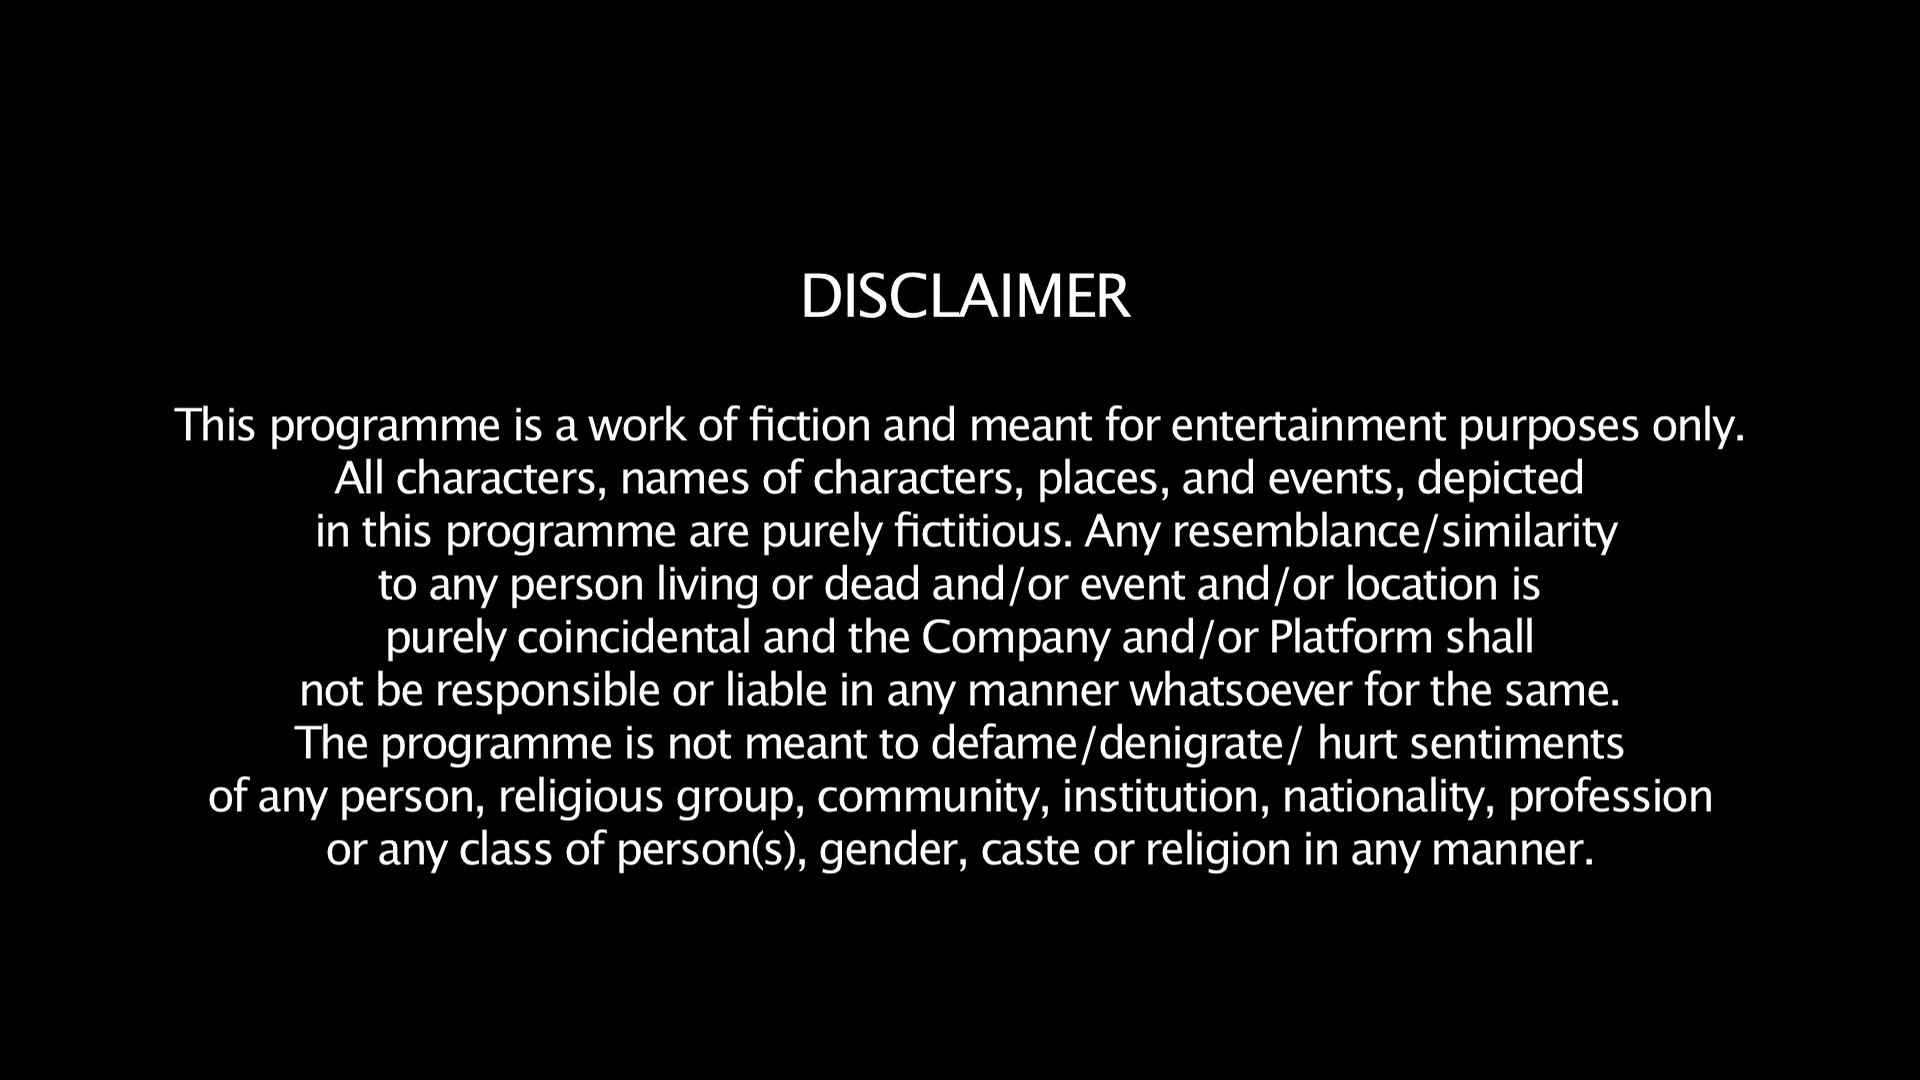 DISCLAIMER
This programme is a work of fiction and meant for entertainment purposes only.
All characters, names of characters, places, and events, depicted
in this programme are purely fictitious. Any resemblance/similarity
to any person living or dead and/or event and/or location is
purely coincidental and the Company and/or Platform shall
not be responsible or liable in any manner whatsoever for the same.
The programme is not meant to defame/denigrate/ hurt sentiments
of any person, religious group, community, institution, nationality, profession
or any class of person(s), gender, caste or religion in any manner.